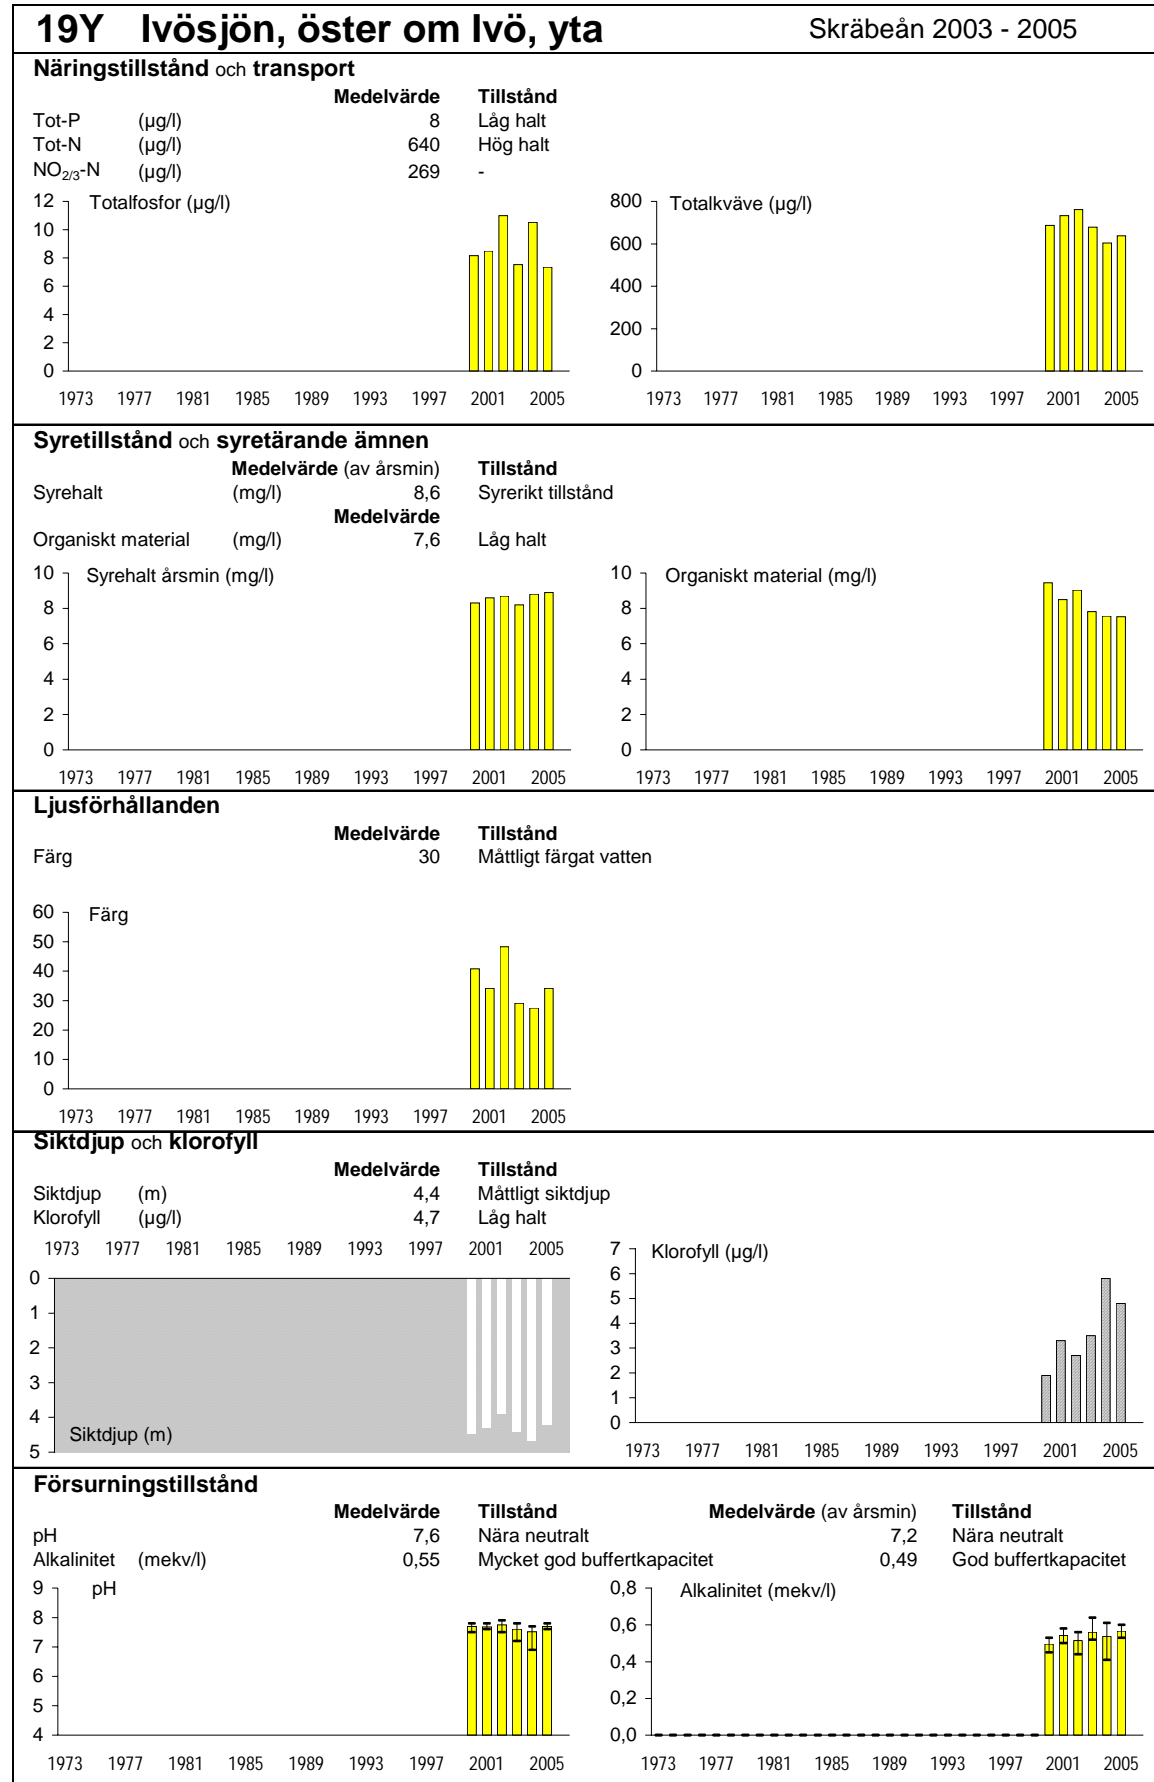 19Y Ivösjön, öster om Ivö, yta Skräbeån 2003 - 2005
Näringstillstånd och transport
Medelvärde Tillstånd
Tot-P (µg/l) 8 Låg halt
Tot-N (µg/l) 640 Hög halt
NO2/3-N (µg/l) 269 -
Totalfosfor (µg/l)
12
10
8
6
4
2
0
1973 1977 1981 1985 1989 1993 1997 2001 2005
Totalkväve (µg/l)
800
600
400
200
0
1973 1977 1981 1985 1989 1993 1997 2001 2005
Syretillstånd och syretärande ämnen
Medelvärde (av årsmin) Tillstånd
Syrehalt (mg/l) 8,6 Syrerikt tillstånd
Medelvärde
Organiskt material (mg/l) 7,6 Låg halt
Syrehalt årsmin (mg/l)
10
8
6
4
2
0
1973 1977 1981 1985 1989 1993 1997 2001 2005
Organiskt material (mg/l)
10
8
6
4
2
0
1973 1977 1981 1985 1989 1993 1997 2001 2005
Ljusförhållanden
Medelvärde Tillstånd
Färg 30 Måttligt färgat vatten
Färg
60
50
40
30
20
10
0
1973 1977 1981 1985 1989 1993 1997 2001 2005
Siktdjup och klorofyll
Medelvärde Tillstånd
Siktdjup (m) 4,4 Måttligt siktdjup
Klorofyll (µg/l) 4,7 Låg halt
1973 1977 1981 1985 1989 1993 1997 2001 2005
0
1
2
3
4
5
Siktdjup (m)
Klorofyll (µg/l)
7
6
5
4
3
2
1
0
1973 1977 1981 1985 1989 1993 1997 2001 2005
Försurningstillstånd
Medelvärde Tillstånd Medelvärde (av årsmin) Tillstånd
pH 7,6 Nära neutralt 7,2 Nära neutralt
Alkalinitet (mekv/l) 0,55 Mycket god buffertkapacitet 0,49 God buffertkapacitet
pH
9
8
7
6
5
4
1973 1977 1981 1985 1989 1993 1997 2001 2005
Alkalinitet (mekv/l)
0,8
0,6
0,4
0,2
0,0
1973 1977 1981 1985 1989 1993 1997 2001 2005